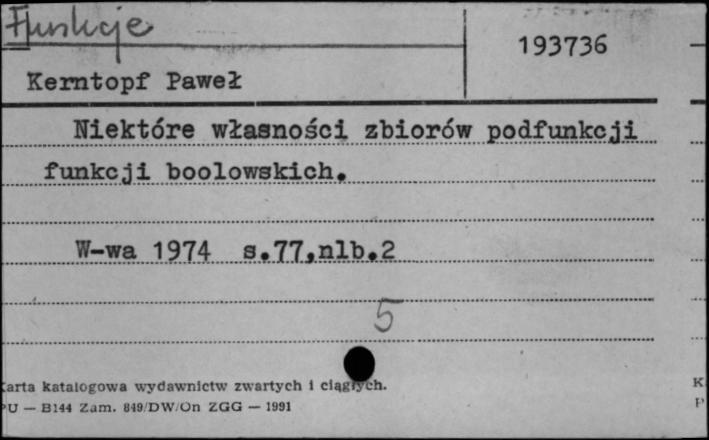 Funkcje
193736
Kerntopf Paweł
Niektóre własności zbiorów podfunkcji
funkcji boolowskich.
W-wa 1974 s.77,nlb.2
5
Karta katalogowa wydawnictw zwartych i ciągłych.
PU — B144 Zam. 849/DW/On ZGG — 1991
K
P